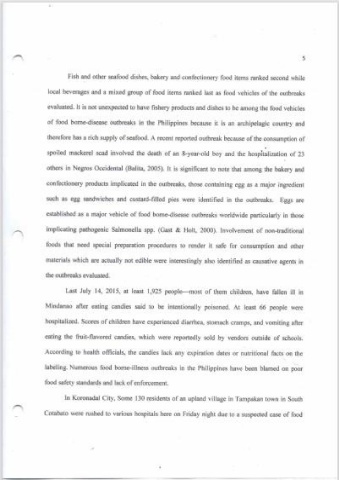 5
Fish and other seafood dishes, bakery and confectionery food items ranked second while
local beverages and a mixed group of food items ranked last as food vehicles of the outbreaks
evaluated. It is not unexpected to have fishery products and dishes to be among the food vehicles
of food borne-disease outbreaks in the Philippines because it is an archipelagic country and
therefore has a rich supply of seafood. A recent reported outbreak because of the consumption of
spoiled mackerel scad involved the death of an 8-year-old boy and the hospitalization of 23
others in Negros Occidental (Balita, 2005). It is significant to note that among the bakery and
confectionery products implicated in the outbreaks, those containing egg as a major ingredient
such as egg sandwiches and custard-filled pies were identified in the outbreaks. Eggs are
established as a major vehicle of food borne-disease outbreaks worldwide particularly in those
implicating pathogenic Salmonella spp. (Gast & Holt, 2000). Involvement of non-traditional
foods that need special preparation procedures to render it safe for consumption and other
materials which are actually not edible were interestingly also identified as causative agents in
the outbreaks evaluated.
Last July 14, 2015, at least 1,925 people—most of them children, have fallen ill in
Mindanao after eating candies said to be intentionally poisoned. At least 66 people were
hospitalized. Scores of children have experienced diarrhea, stomach cramps, and vomiting after
eating the fruit-flavored candies, which were reportedly sold by vendors outside of schools.
According to health officials, the candies lack any expiration dates or nutritional facts on the
labeling. Numerous food borne-illness outbreaks in the Philippines have been blamed on poor
food safety standards and lack of enforcement.
In Koronadal City, Some 130 residents of an upland village in Tampakan town in South
Cotabato were rushed to various hospitals here on Friday night due to a suspected case of food